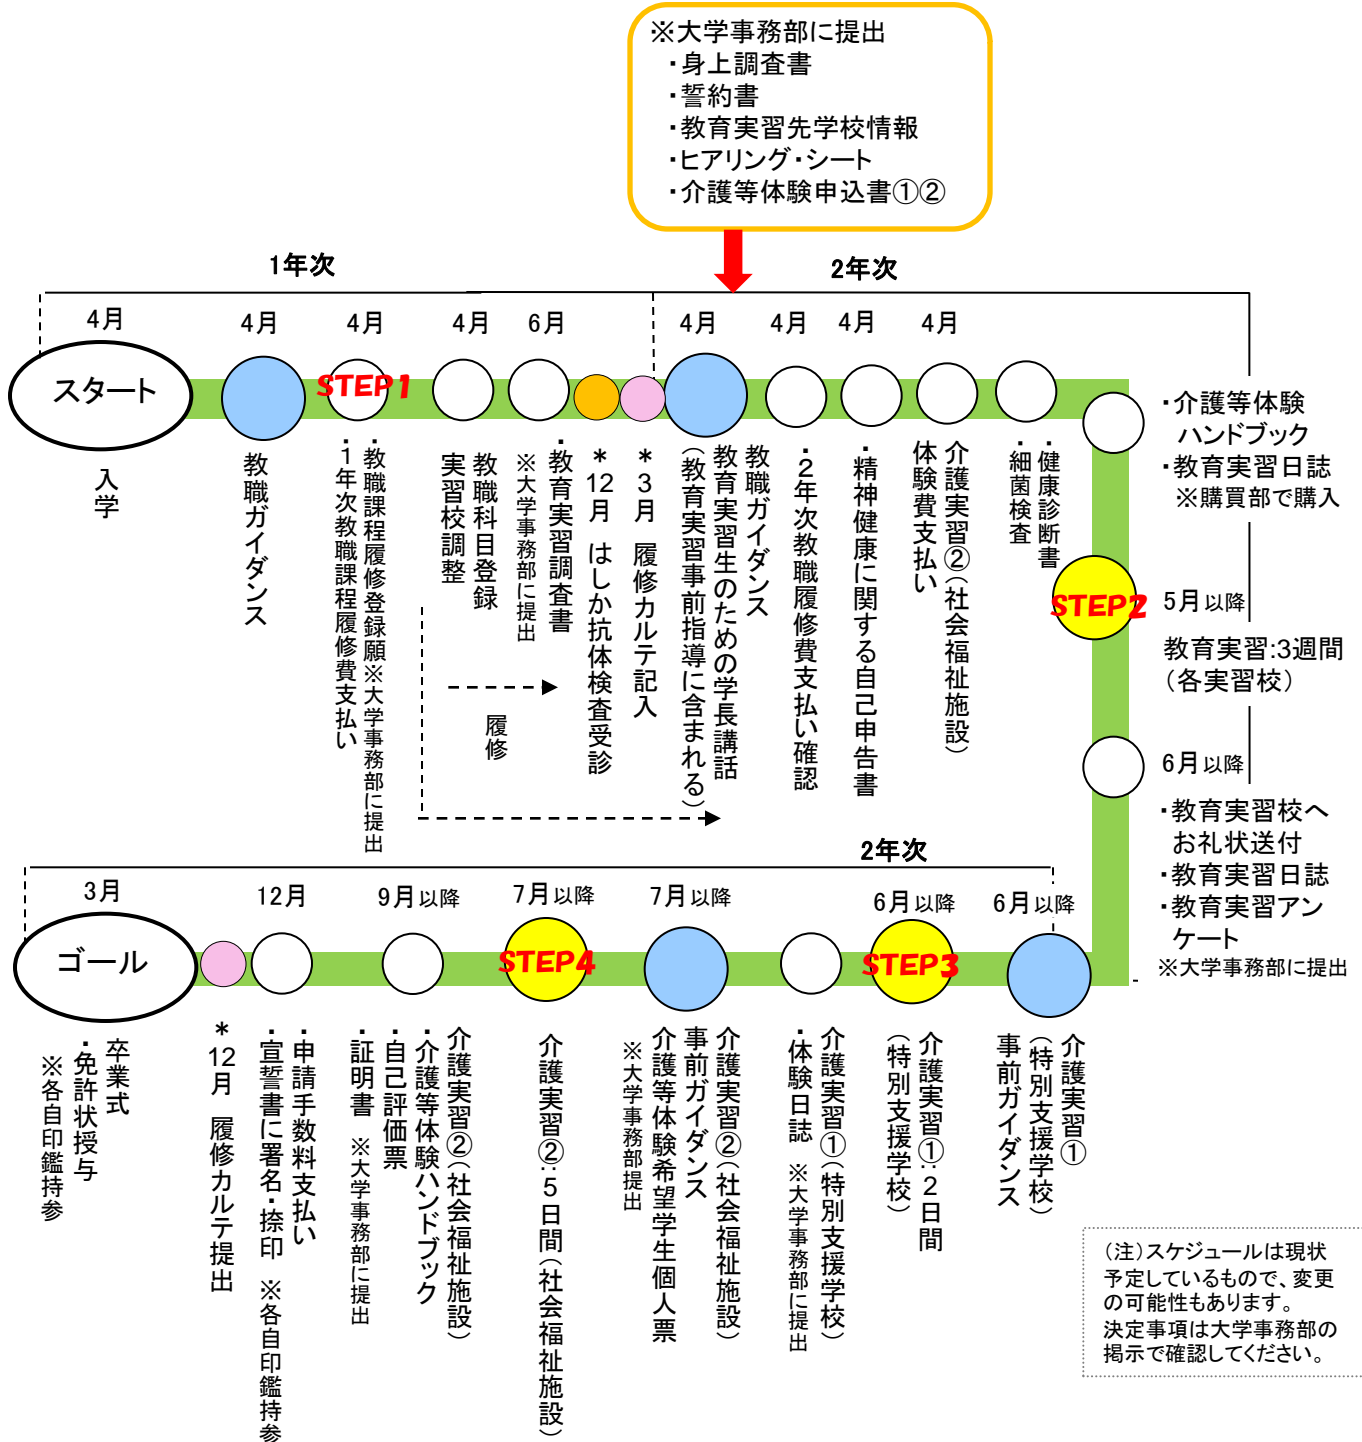 ※大学事務部に提出
・身上調査書
・誓約書
・教育実習先学校情報
・ヒアリング・シート
・介護等体験申込書①②
1年次
2年次
4月
スタート
入学
4月
教職ガイダンス
4月
STEP1
・教職課程履修登録願※大学事務部に提出
・1年次教職課程履修費支払い
4月
教職科目登録
実習校調整
履修
6月
・教育実習調査書
※大学事務部に提出
＊12月 はしか抗体検査受診
＊3月 履修カルテ記入
4月
教職ガイダンス
教育実習生のための学長講話
（教育実習事前指導に含まれる）
4月
・2年次教職履修費支払い確認
4月
・精神健康に関する自己申告書
4月
介護実習②（社会福祉施設）
体験費支払い
・健康診断書
・細菌検査
・介護等体験
ハンドブック
・教育実習日誌
※購買部で購入
STEP2
5月以降
教育実習:3週間
（各実習校）
6月以降
・教育実習校へ
お礼状送付
・教育実習日誌
・教育実習アン
ケート
※大学事務部に提出
2年次
6月以降
介護実習①
（特別支援学校）
事前ガイダンス
6月以降
STEP3
介護実習①：2日間
（特別支援学校）
介護実習①（特別支援学校）
・体験日誌 ※大学事務部に提出
7月以降
介護実習②（社会福祉施設）
事前ガイダンス
介護等体験希望学生個人票
※大学事務部提出
7月以降
STEP4
介護実習②：5日間（社会福祉施設）
9月以降
介護実習②（社会福祉施設）
・介護等体験ハンドブック
・自己評価票
・証明書 ※大学事務部に提出
12月
・申請手数料支払い
・宣誓書に署名・捺印 ※各自印鑑持参
＊12月 履修カルテ提出
3月
ゴール
卒業式
・免許状授与
※各自印鑑持参
（注）スケジュールは現状
予定しているもので、変更
の可能性もあります。
決定事項は大学事務部の
掲示で確認してください。